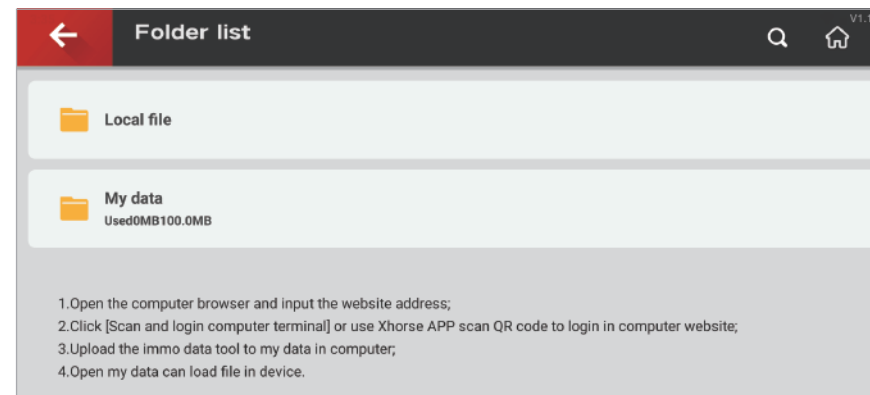 Folder list
V1.1
Local file
My data
Used0MB100.0MB
1.Open the computer browser and input the website address;
2.Click [Scan and login computer terminal] or use Xhorse APP scan QR code to login in computer website;
3.Upload the immo data tool to my data in computer;
4.Open my data can load file in device.